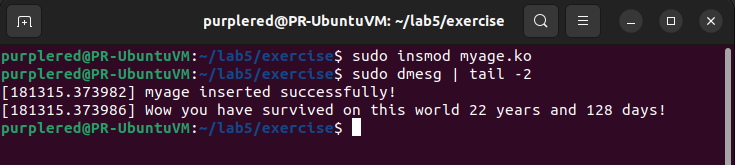 purplered@PR-UbuntuVM: ~/lab5/exercise
purplered@PR-UbuntuVM:~/lab5/exercise$ sudo insmod myage.ko
purplered@PR-UbuntuVM:~/lab5/exercise$ sudo dmesg | tail -2
[181315.373982] myage inserted successfully!
[181315.373986] Wow you have survived on this world 22 years and 128 days!
purplered@PR-UbuntuVM:~/lab5/exercise$